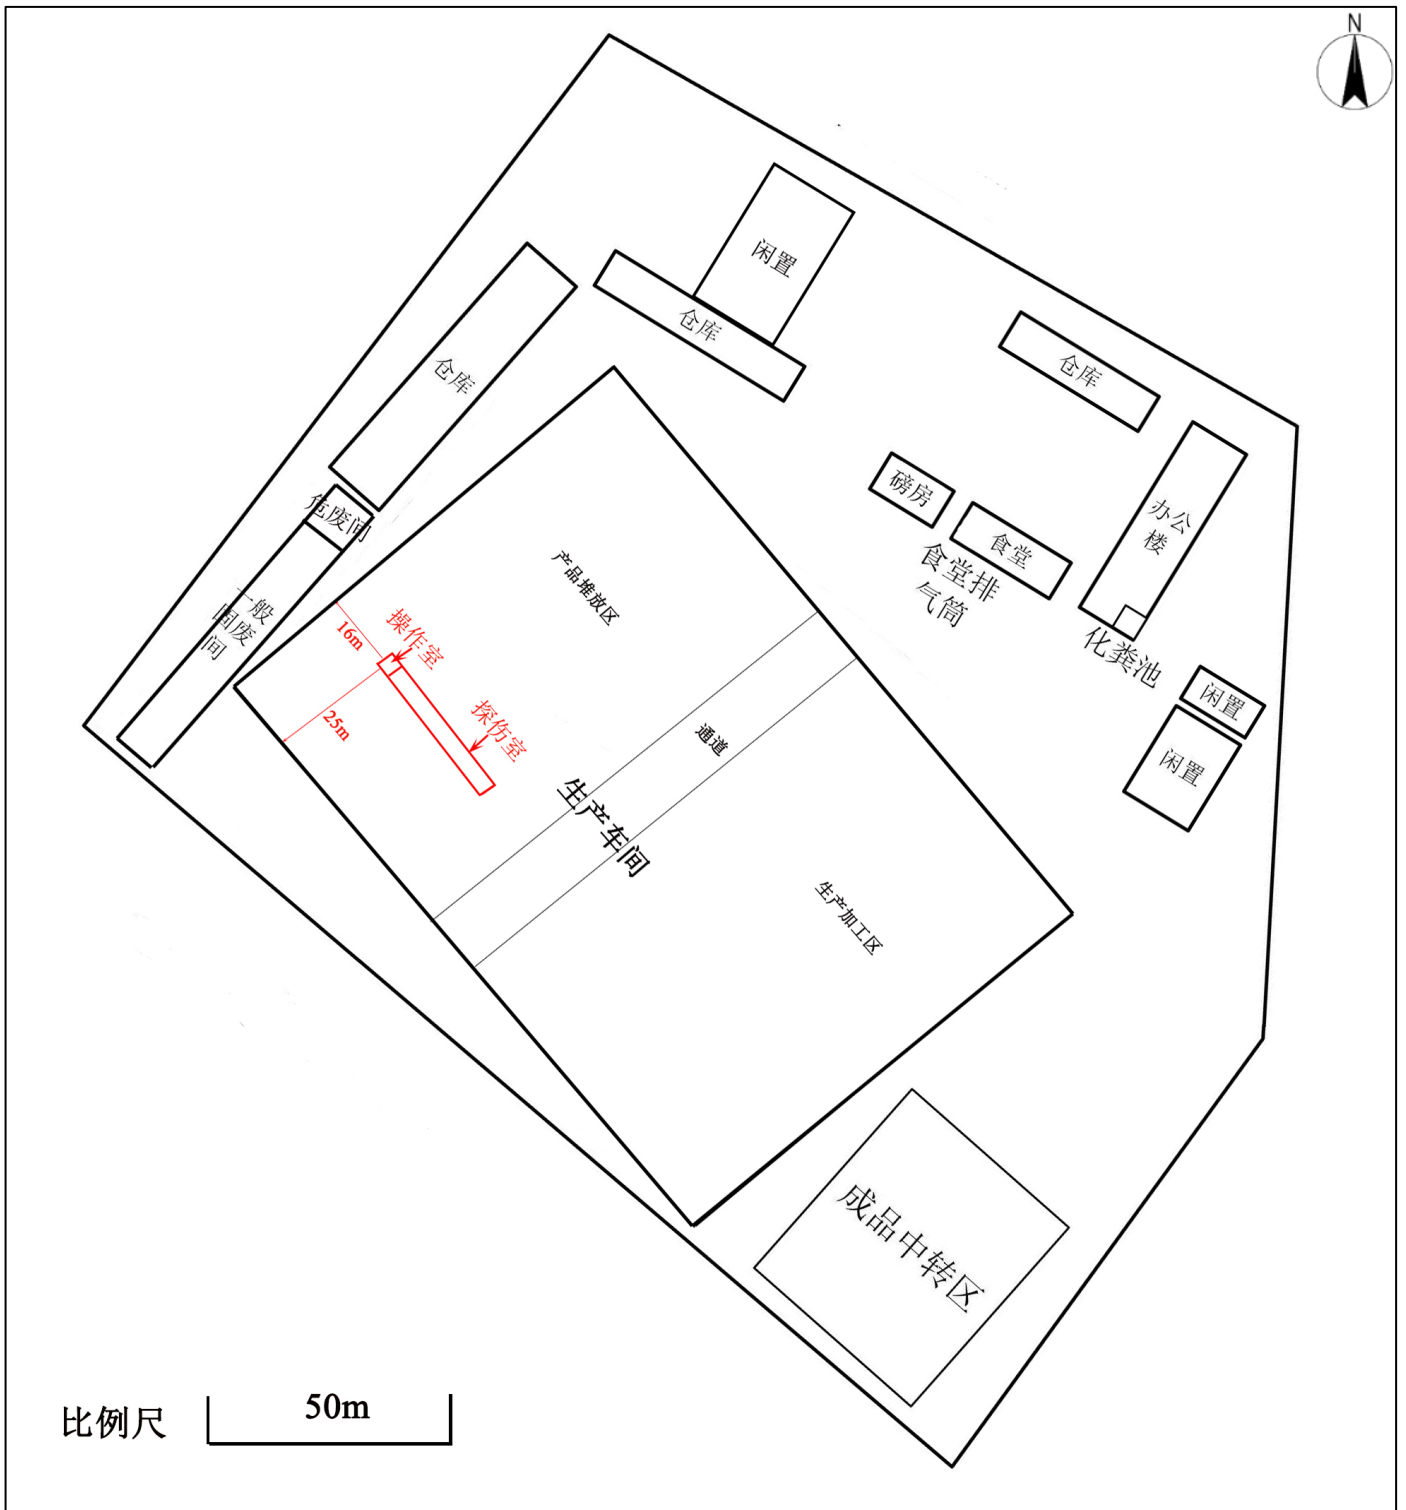 N
闲置
仓库
仓库
仓库
磅房
食堂
食堂排
气筒
办公
楼
化粪池
危废间
一般
固废
间
产品堆放区
16m
操作室
25m
探伤室
通道
生产车间
生产加工区
闲置
闲置
成品中转区
比例尺
50m